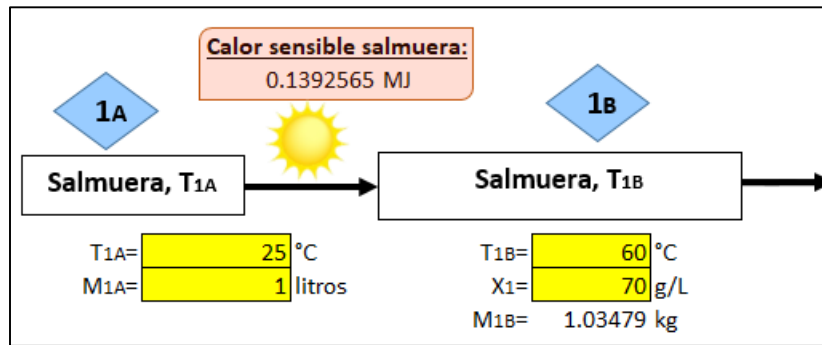 Calor sensible salmuera:
0.1392565 MJ
1A
1B
Salmuera, T1A
Salmuera, T1B
T1A= 25 °C
M1A= 1 litros
T1B= 60 °C
X1= 70 g/L
M1B= 1.03479 kg